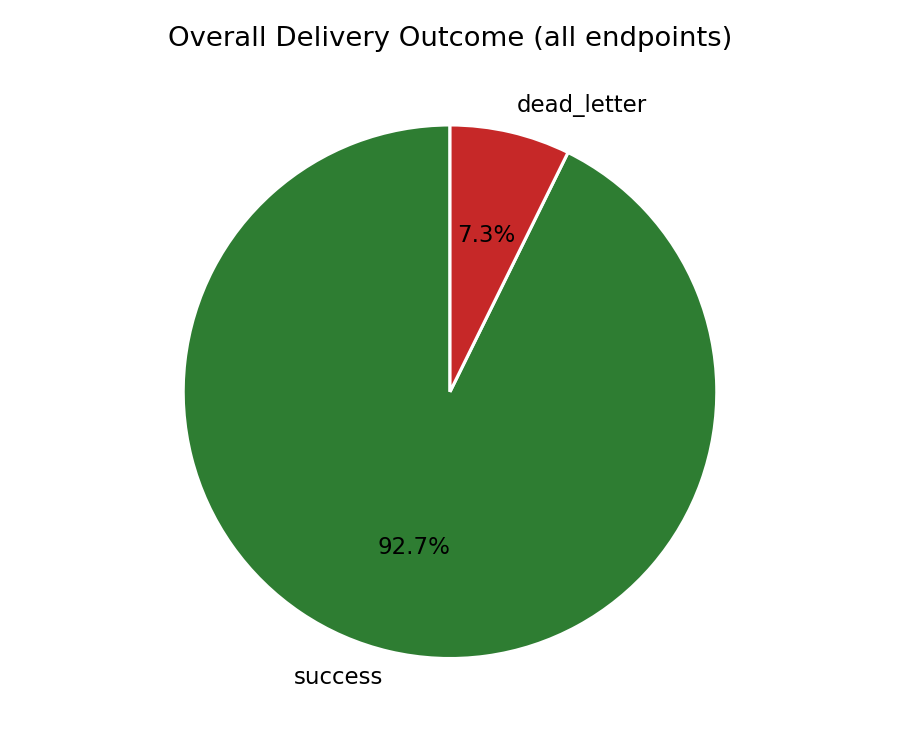 Overall Delivery Outcome (all endpoints)
dead_letter
7.3%
92.7%
success